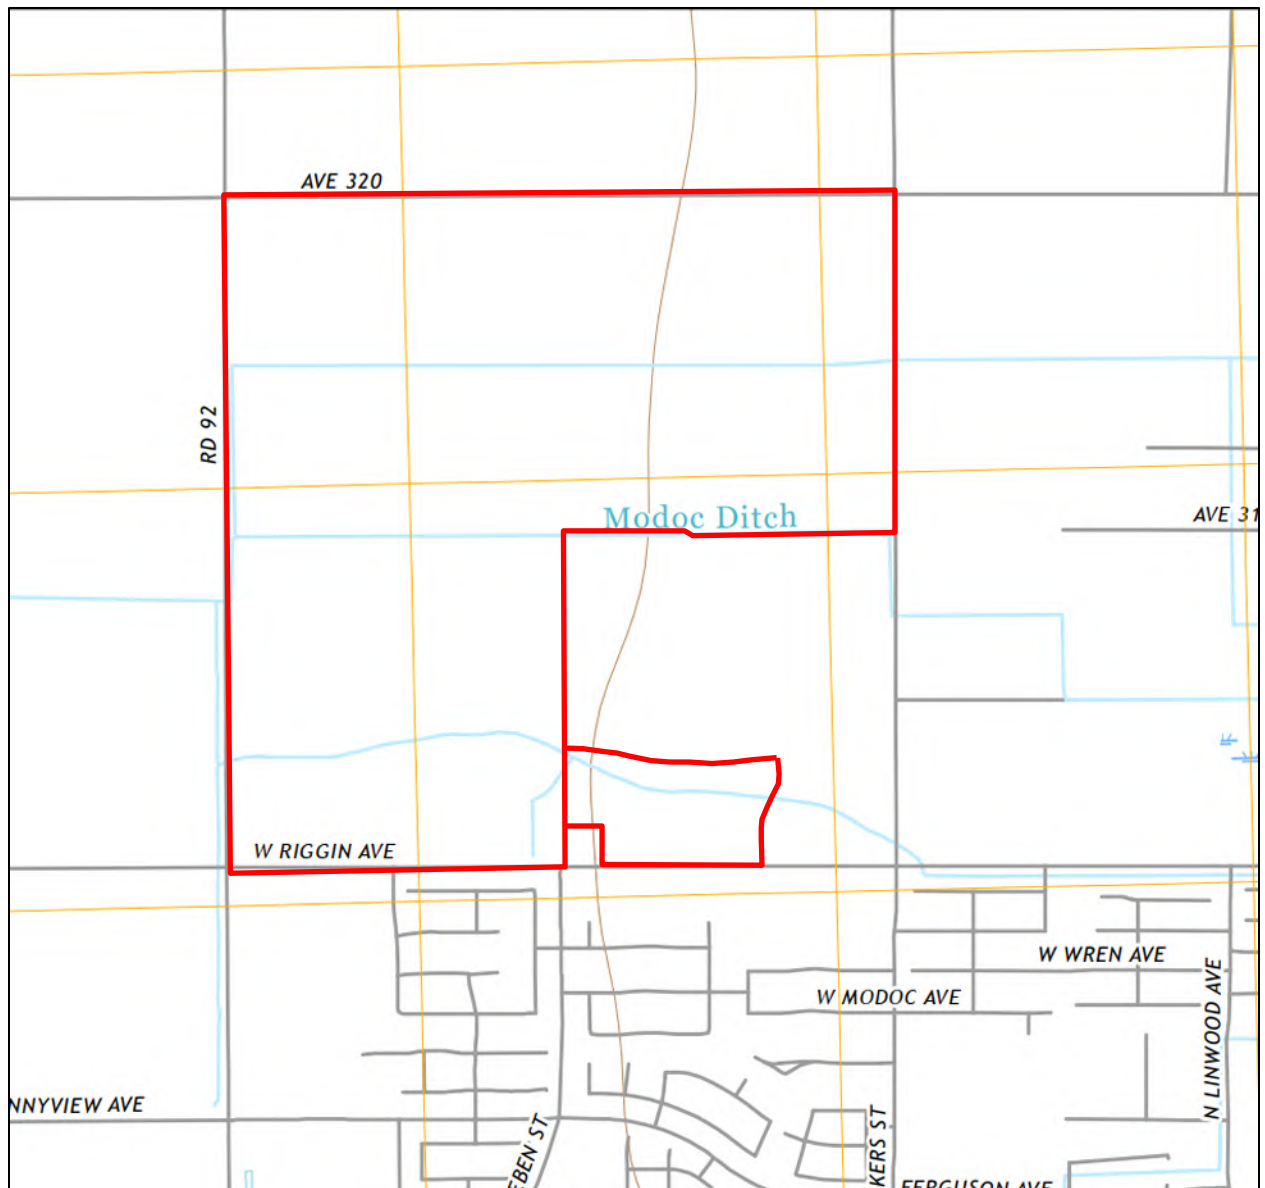 AVE 320
RD 92
Modoc Ditch
AVE 31
W RIGGIN AVE
W WREN AVE
W MODOC AVE
N LINWOOD AVE
NNYVIEW AVE
EBEN ST
KERS ST
FERGUSON AVE